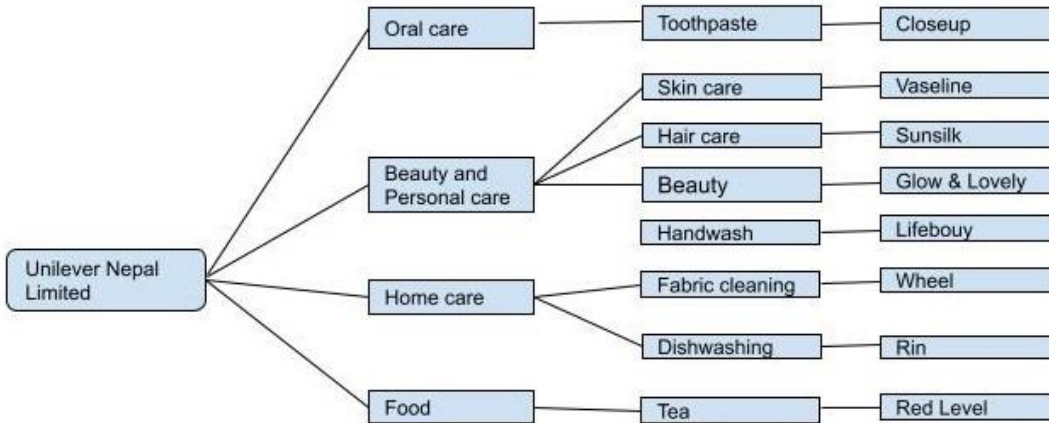 Oral care
Toothpaste
Closeup
Skin care
Vaseline
Hair care
Sunsilk
Beauty and
Personal care
Beauty
Glow & Lovely
Handwash
Lifebouy
Unilever Nepal
Limited
Home care
Fabric cleaning
Wheel
Dishwashing
Rin
Food
Tea
Red Level